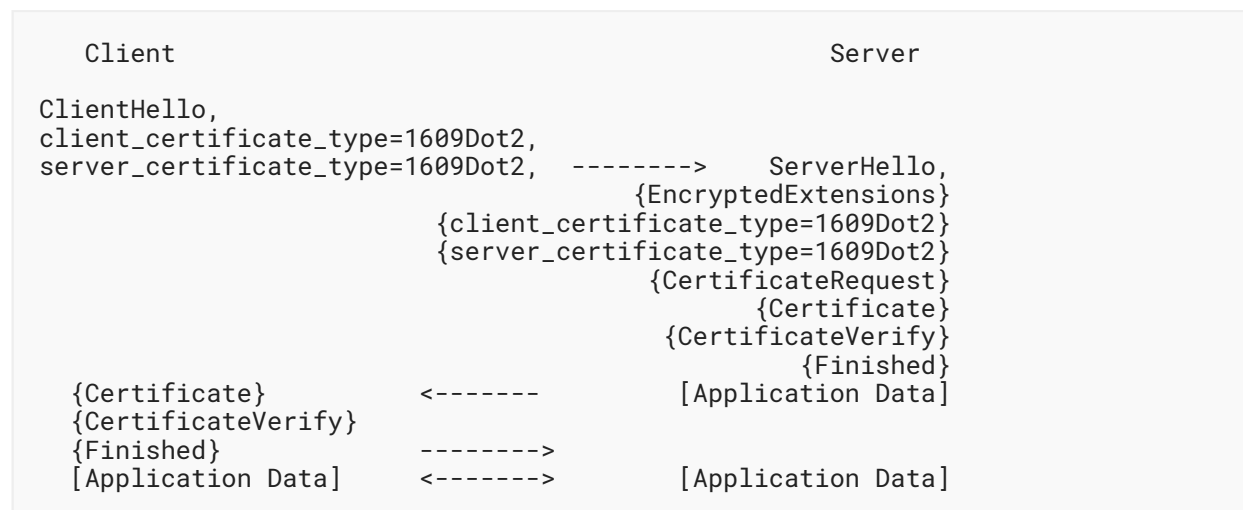 Client                                           Server
ClientHello,
client_certificate_type=1609Dot2,
server_certificate_type=1609Dot2,  -------->    ServerHello,
{EncryptedExtensions}
{client_certificate_type=1609Dot2}
{server_certificate_type=1609Dot2}
{CertificateRequest}
{Certificate}
{CertificateVerify}
{Finished}
{Certificate}           <-------          [Application Data]
{CertificateVerify}
{Finished}              -------->
[Application Data]      <------->         [Application Data]